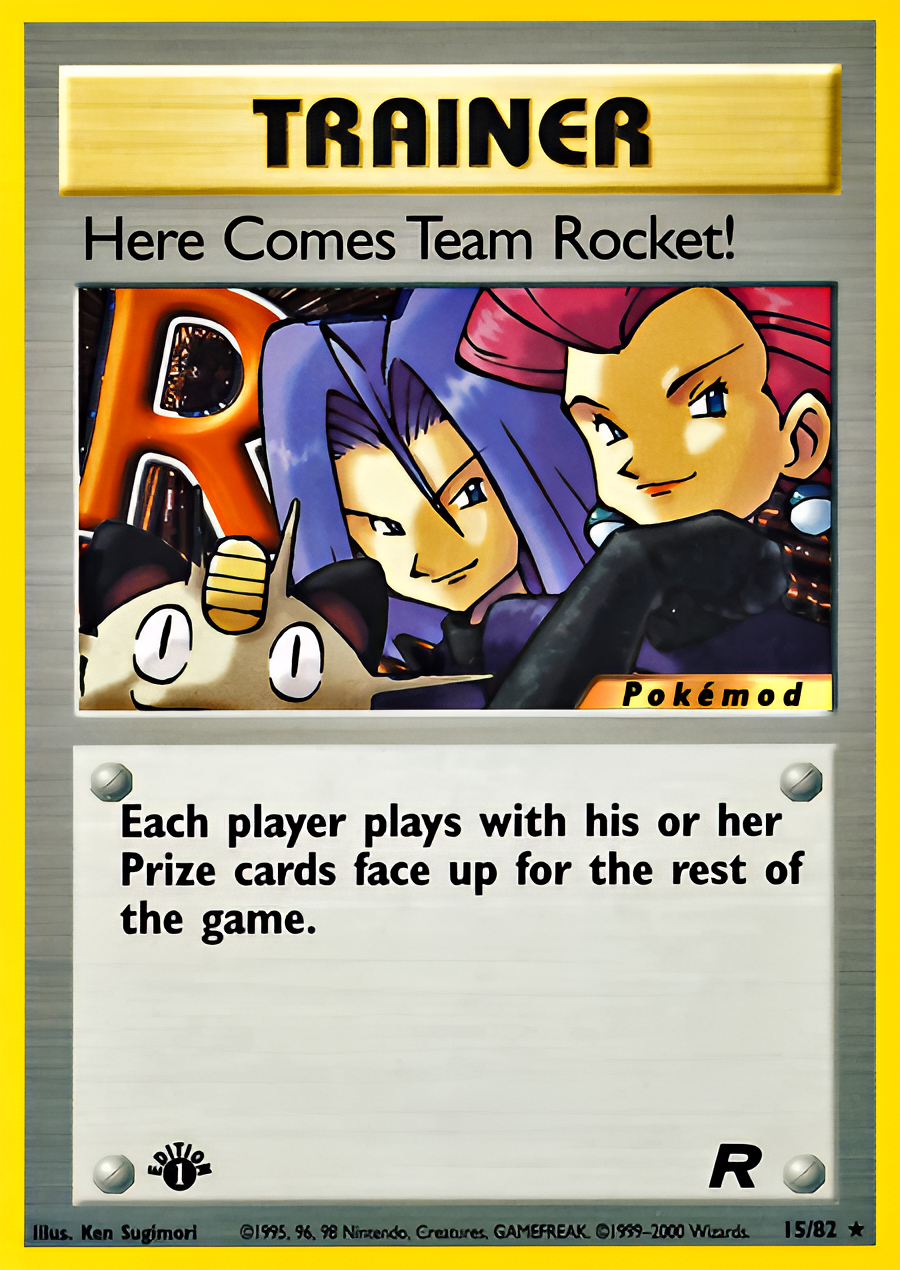 TRAINER
Here Comes Team Rocket!
R
Pokémod
Each player plays with his or her
Prize cards face up for the rest of
the game.
EDITION
1
R
Illus. Ken Sugimori ©1995, 96, 98 Nintendo, Creatures, GAMEFREAK. ©1999–2000 Wizards. 15/82 ★